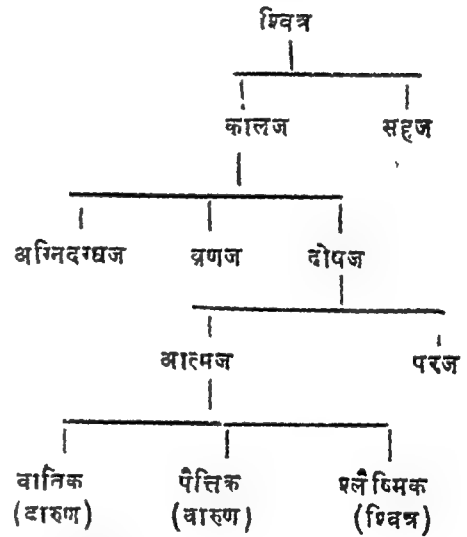 श्वित्र
कालज सहज
अग्निदग्धज व्रणज दोषज
आत्मज परज
वातिक पैत्तिक श्लैष्मिक
(दारुण) (वारुण) (श्वित्र)